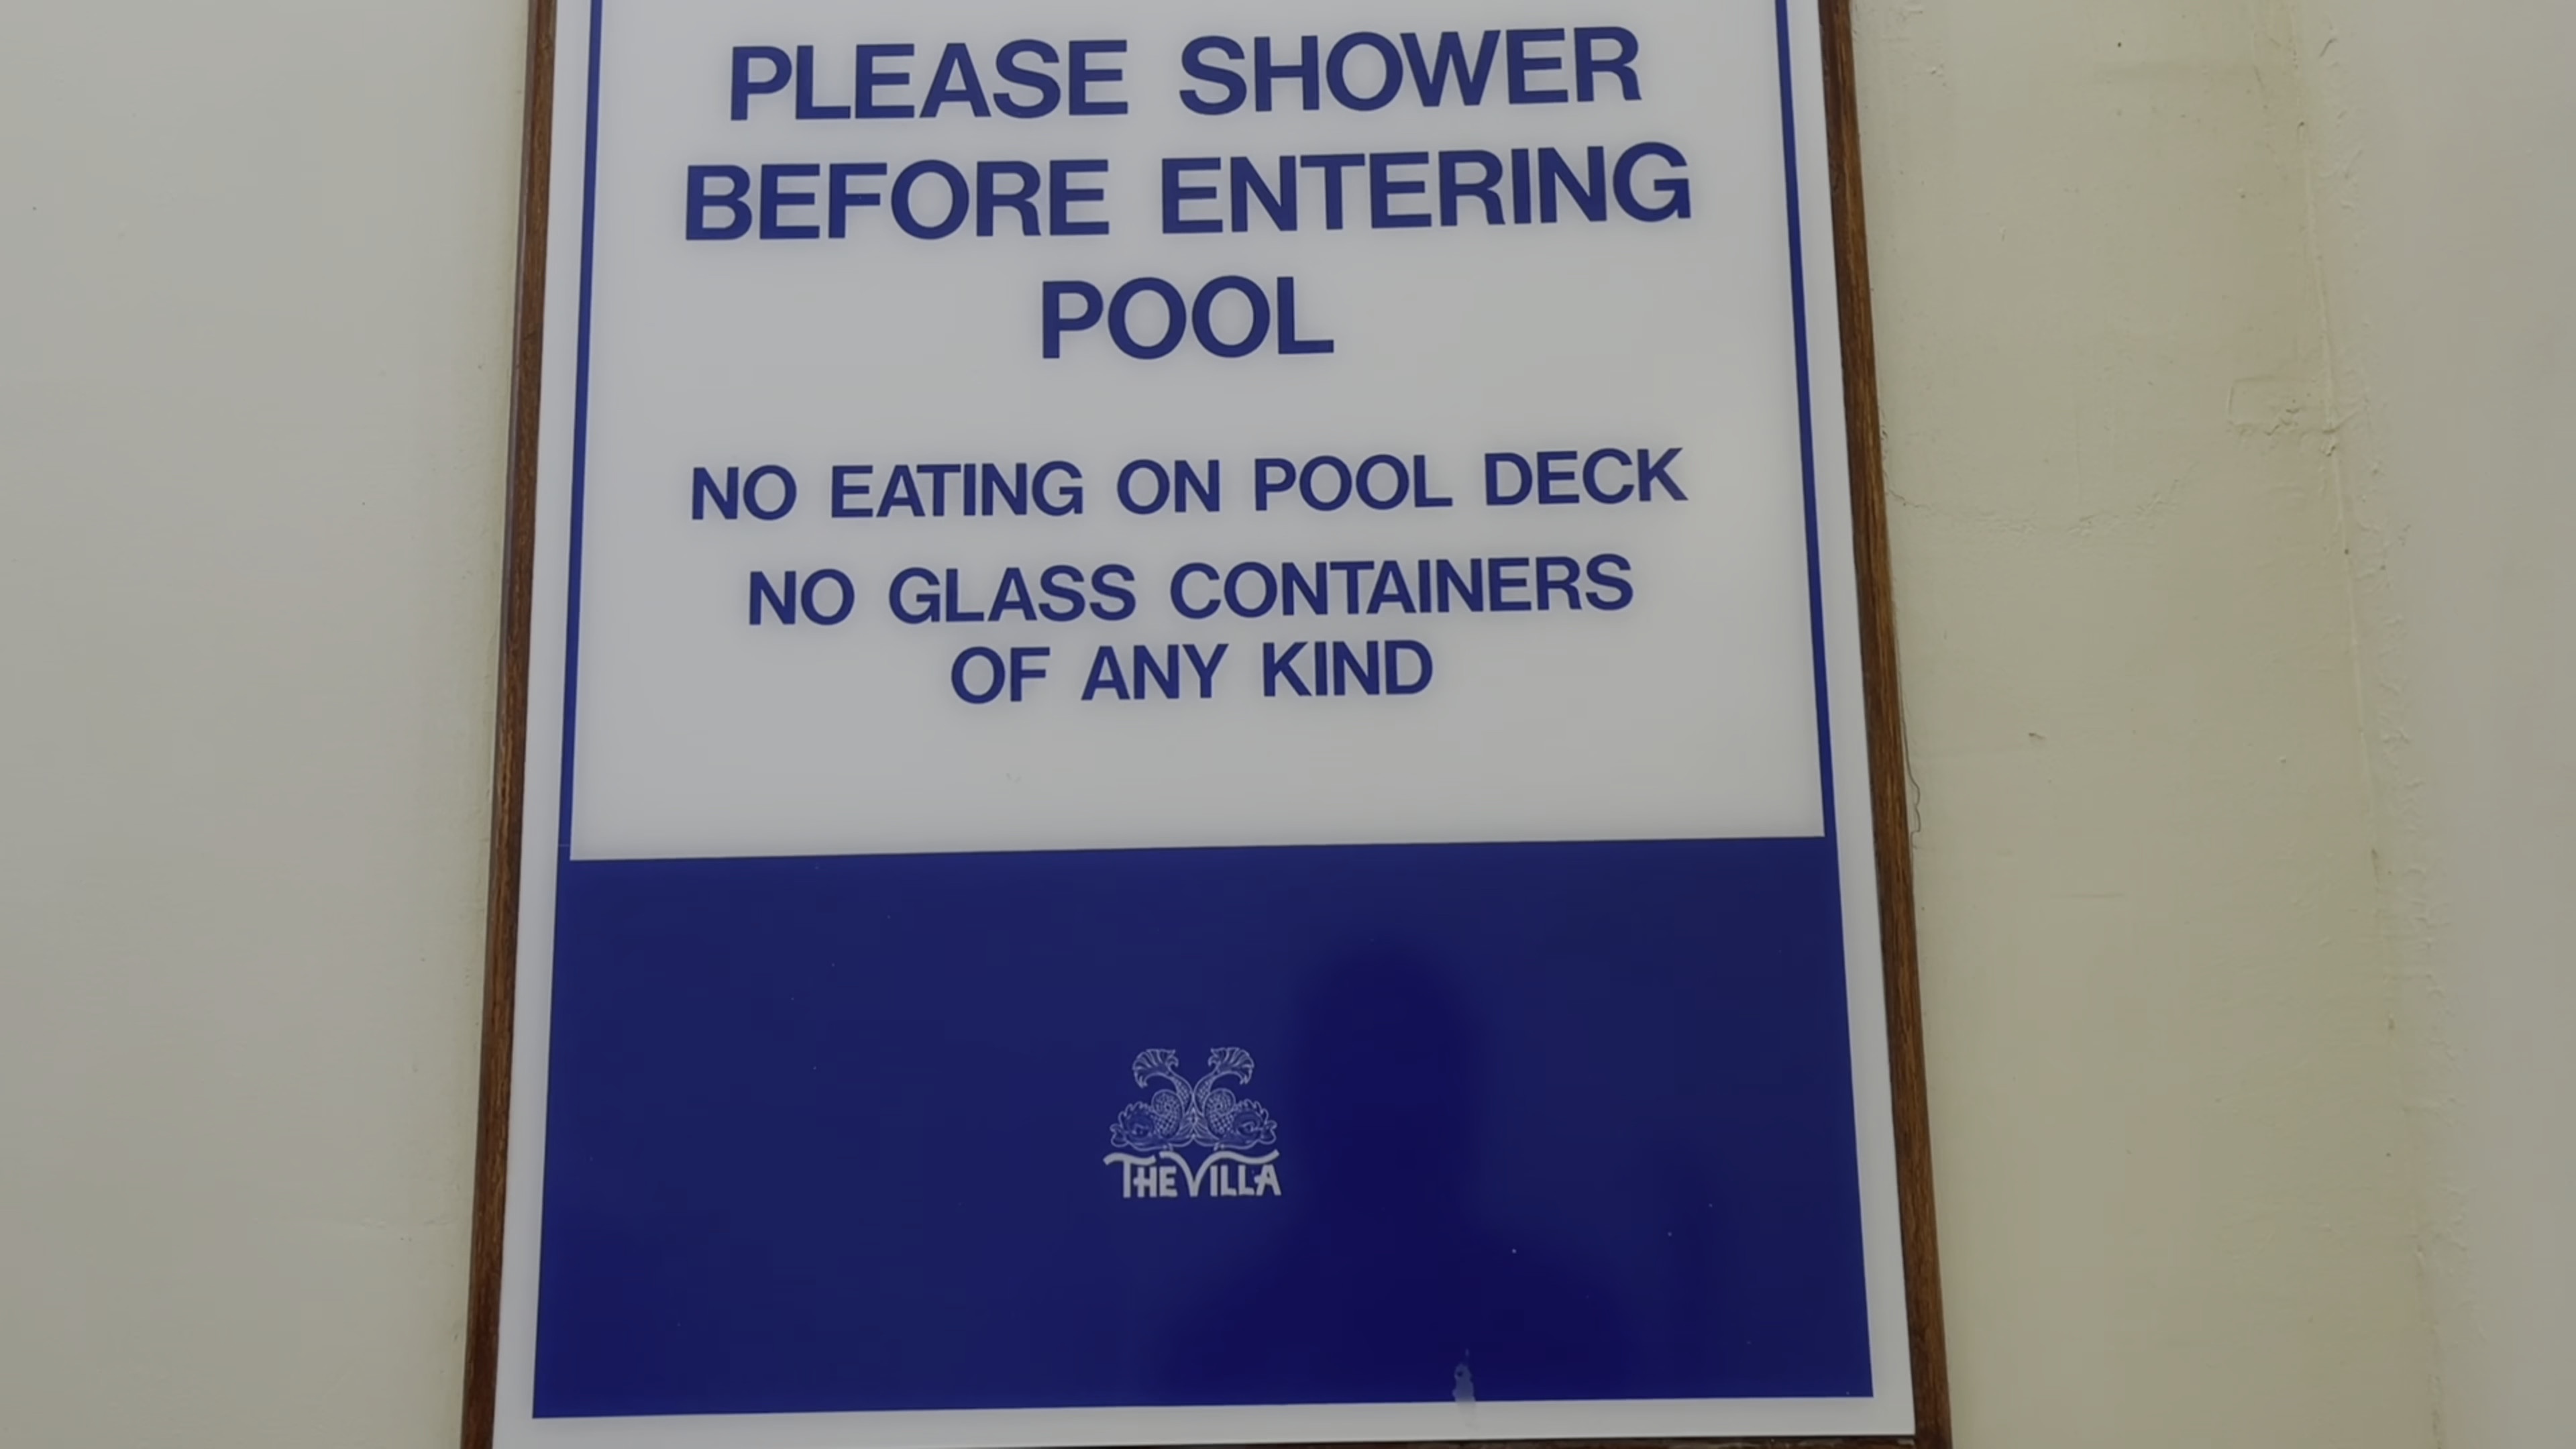 PLEASE SHOWER
BEFORE ENTERING
POOL
NO EATING ON POOL DECK
NO GLASS CONTAINERS
OF ANY KIND
THE VILLA